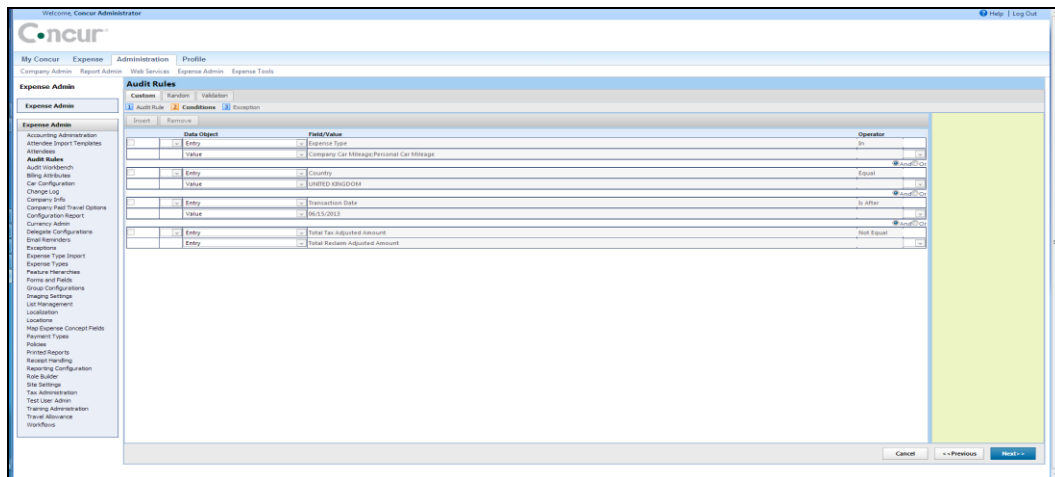 Welcome, Concur Administrator
Help | Log Out
C•ncur
My Concur Expense Administration Profile
Company Admin Report Admin Web Services Expense Admin Expense Tools
Expense Admin
Expense Admin
Expense Admin
Accounting Administration
Attendee Import Templates
Attendees
Audit Rules
Audit Workbench
Billing Attributes
Car Configuration
Change Log
Company Info
Company Paid Travel Options
Configuration Report
Currency Admin
Delegate Configurations
Email Reminders
Exceptions
Expense Type Import
Expense Types
Feature Hierarchies
Forms and Fields
Group Configurations
Imaging Settings
List Management
Localization
Locations
Map Expense Concept Fields
Payment Types
Policies
Printed Reports
Receipt Handling
Reporting Configuration
Role Builder
Site Settings
Tax Administration
Test User Admin
Training Administration
Travel Allowance
Workflows
Audit Rules
Custom Random Validation
1 Audit Rule 2 Conditions 3 Exception
Insert Remove
Data Object Field/Value Operator
Entry Expense Type In
Value Company Car Mileage;Personal Car Mileage
And Or
Entry Country Equal
Value UNITED KINGDOM
And Or
Entry Transaction Date Is After
Value 06/15/2013
And Or
Entry Total Tax Adjusted Amount Not Equal
Entry Total Reclaim Adjusted Amount
Cancel <<Previous Next>>